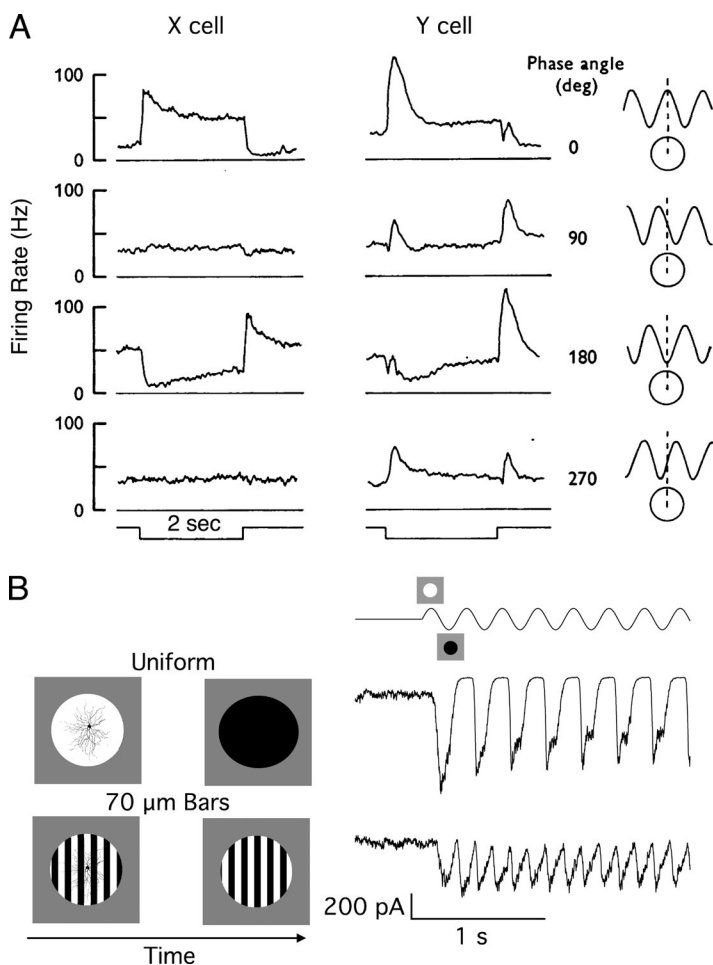 A
X cell
Y cell
Phase angle
(deg)
Firing Rate (Hz)
100
0
0
100
0
90
100
0
180
100
0
270
2 sec
B
Uniform
70 µm Bars
Time
200 pA
1 s